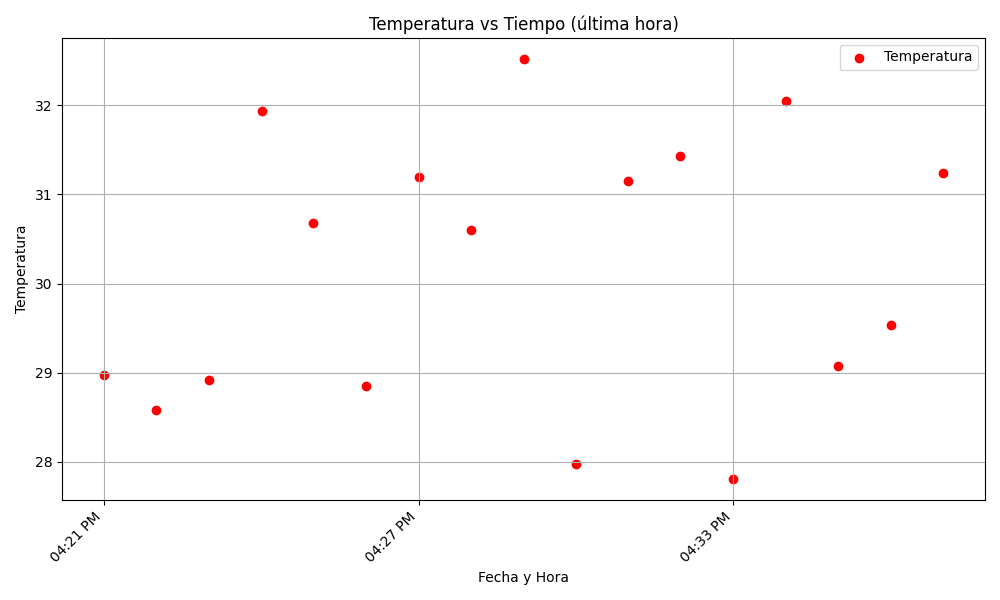 Temperatura vs Tiempo (última hora)
Temperatura
32
31
30
29
28
Temperatura
04:21 PM
04:27 PM
04:33 PM
Fecha y Hora